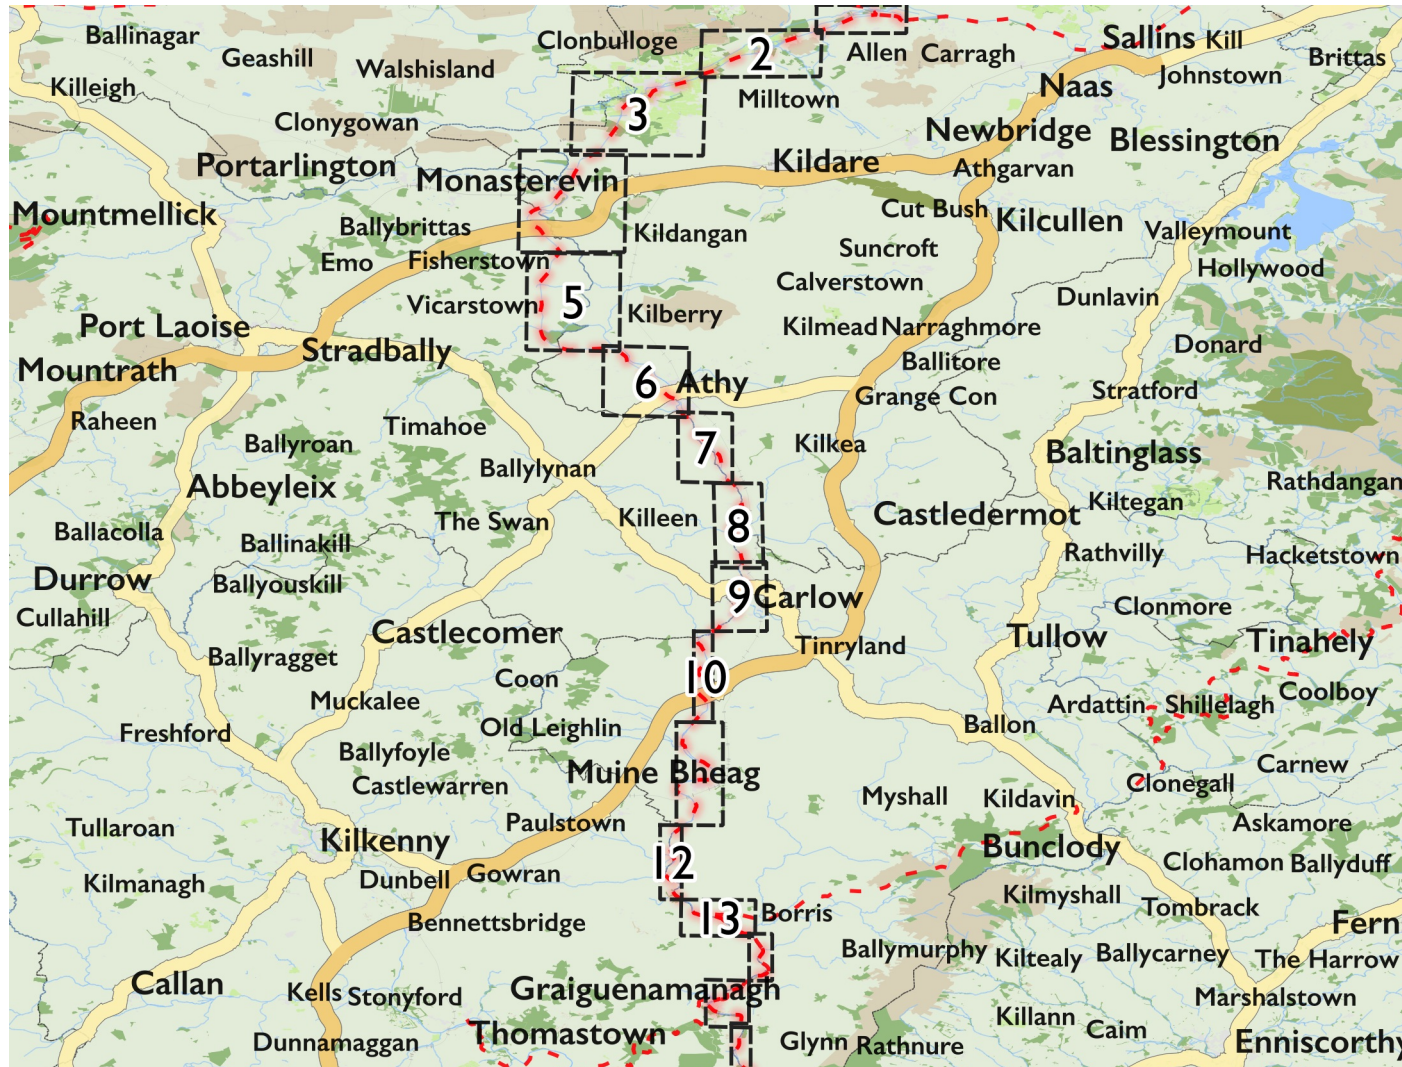 Ballinagar
Geashill
Clonbulloge
2
Allen
Carragh
Sallins
Kill
Brittas
Killeigh
Walshisland
Milltown
Naas
Johnstown
Clonygowan
3
Newbridge
Blessington
Portarlington
Monasterevin
Kildare
Athgarvan
Mountmellick
Ballybrittas
Kildangan
Cut Bush
Kilcullen
Valleymount
Emo
Fisherstown
Suncroft
Hollywood
Vicarstown
5
Kilberry
Calverstown
Dunlavin
Port Laoise
Stradbally
Kilmead
Narraghmore
Donard
Mountrath
6
Athy
Ballitore
Grange Con
Stratford
Raheen
Timahoe
Ballyroan
7
Kilkea
Baltinglass
Ballylynan
Abbeyleix
Rathdangan
Kiltegan
Ballacolla
The Swan
Killeen
8
Castledermot
Ballinakill
Rathvilly
Hacketstown
Durrow
Ballyouskill
9
Carlow
Clonmore
Cullahill
Castlecomer
Tinryland
Tullow
Tinahely
Ballyragget
Coon
10
Muckalee
Ardattin
Shillelagh
Coolboy
Freshford
Old Leighlin
Ballon
Ballyfoyle
Muine Bheag
Carnew
Castlewarren
Clonegall
Myshall
Kildavin
Tullaroan
Paulstown
Askamore
Kilkenny
12
Bunclody
Clohamon
Ballyduff
Kilmanagh
Dunbell
Gowran
Kilmyshall
Tombrack
Bennettsbridge
13
Borris
Fern
Ballymurphy
Kiltealy
Ballycarney
The Harrow
Callan
Kells
Stonyford
Graiguenamanagh
Marshalstown
Thomastown
Killann
Caim
Dunnamaggan
Glynn
Rathnure
Enniscorthy